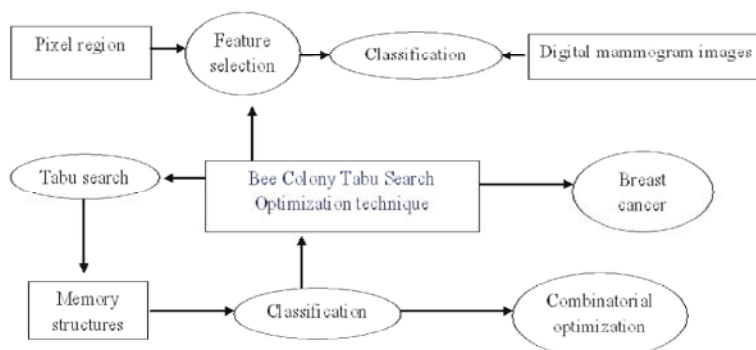 Pixel region
Feature
selection
Classification
Digital mammogram images
Tabu search
Bee Colony Tabu Search
Optimization technique
Breast
cancer
Memory
structures
Classification
Combinatorial
optimization